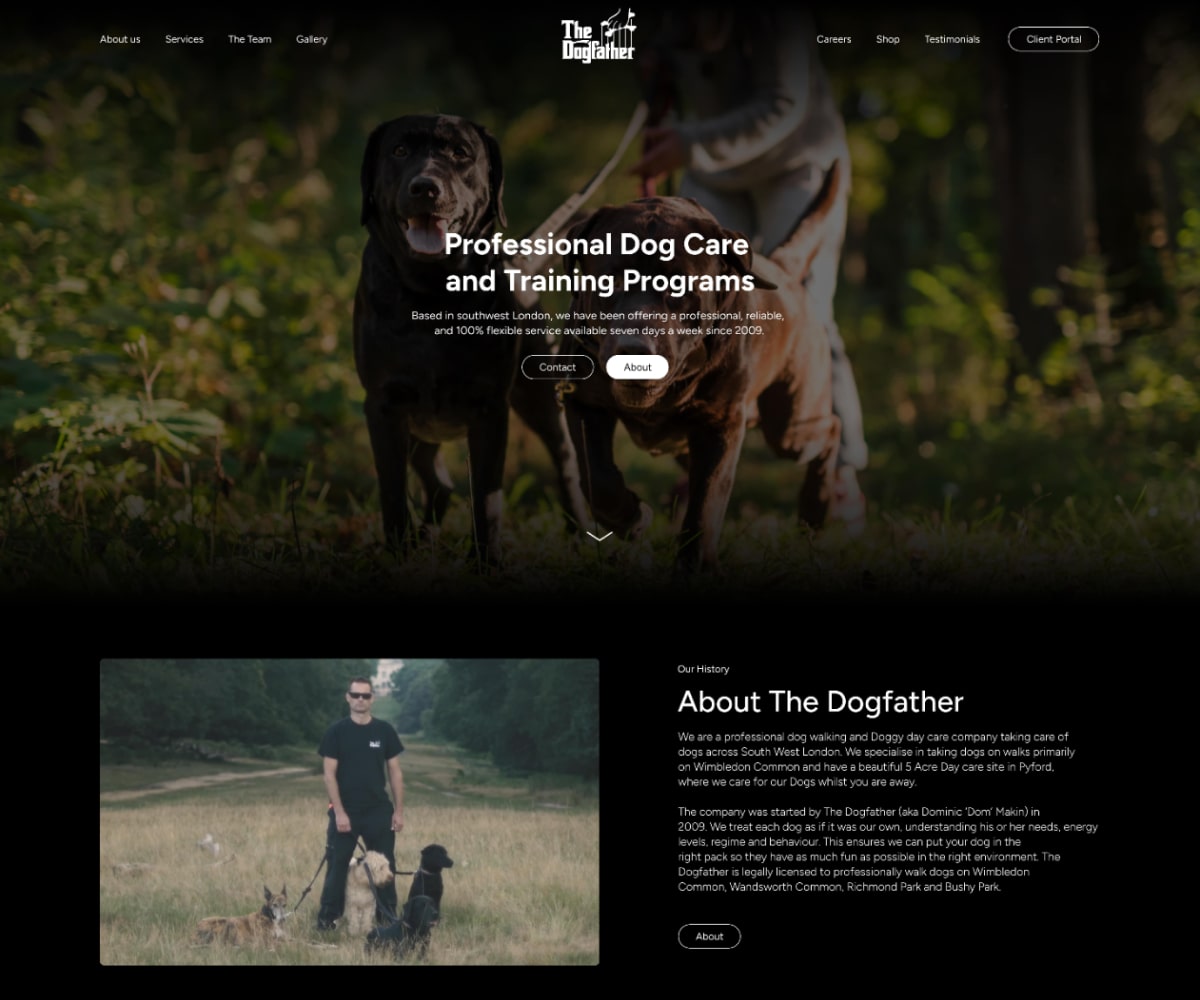 About us
Services
The Team
Gallery
The
Dogfather
Careers
Shop
Testimonials
Client Portal
Professional Dog Care
and Training Programs
Based in southwest London, we have been offering a professional, reliable,
and 100% flexible service available seven days a week since 2009.
Contact
About
Our History
About The Dogfather
We are a professional dog walking and Doggy day care company taking care of
dogs across South West London. We specialise in taking dogs on walks primarily
on Wimbledon Common and have a beautiful 5 Acre Day care site in Pyford,
where we care for our Dogs whilst you are away.
The company was started by The Dogfather (aka Dominic 'Dom' Makin) in
2009. We treat each dog as if it was our own, understanding his or her needs, energy
levels, regime and behaviour. This ensures we can put your dog in the
right pack so they have as much fun as possible in the right environment. The
Dogfather is legally licensed to professionally walk dogs on Wimbledon
Common, Wandsworth Common, Richmond Park and Bushy Park.
About